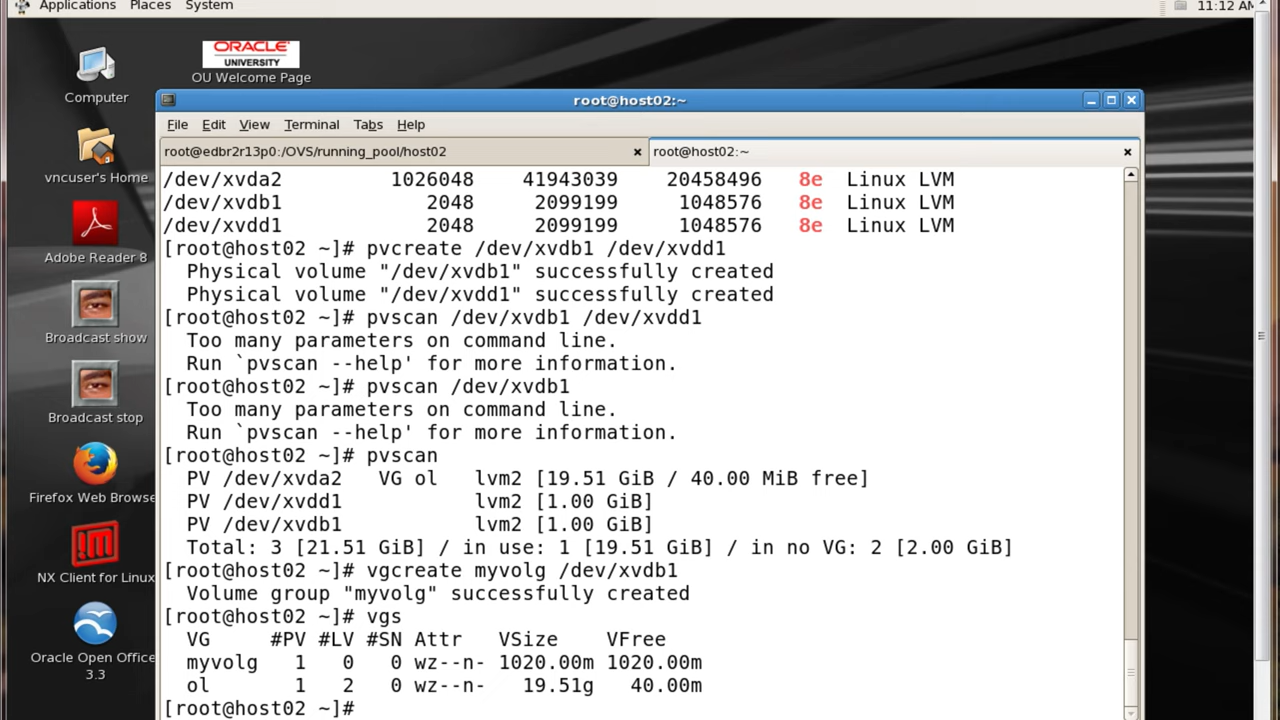 Applications Places System
11:12 AM
ORACLE
UNIVERSITY
OU Welcome Page
Computer
vncuser's Home
Adobe Reader 8
Broadcast show
Broadcast stop
Firefox Web Browse
NX Client for Linux
Oracle Open Office
3.3
root@host02:~
File Edit View Terminal Tabs Help
root@edbr2r13p0:/OVS/running_pool/host02
root@host02:~
/dev/xvda2 1026048 41943039 20458496 8e Linux LVM
/dev/xvdb1 2048 2099199 1048576 8e Linux LVM
/dev/xvdd1 2048 2099199 1048576 8e Linux LVM
[root@host02 ~]# pvcreate /dev/xvdb1 /dev/xvdd1
Physical volume "/dev/xvdb1" successfully created
Physical volume "/dev/xvdd1" successfully created
[root@host02 ~]# pvscan /dev/xvdb1 /dev/xvdd1
Too many parameters on command line.
Run `pvscan --help' for more information.
[root@host02 ~]# pvscan /dev/xvdb1
Too many parameters on command line.
Run `pvscan --help' for more information.
[root@host02 ~]# pvscan
PV /dev/xvda2 VG ol lvm2 [19.51 GiB / 40.00 MiB free]
PV /dev/xvdd1 lvm2 [1.00 GiB]
PV /dev/xvdb1 lvm2 [1.00 GiB]
Total: 3 [21.51 GiB] / in use: 1 [19.51 GiB] / in no VG: 2 [2.00 GiB]
[root@host02 ~]# vgcreate myvolg /dev/xvdb1
Volume group "myvolg" successfully created
[root@host02 ~]# vgs
VG #PV #LV #SN Attr VSize VFree
myvolg 1 0 0 wz--n- 1020.00m 1020.00m
ol 1 2 0 wz--n- 19.51g 40.00m
[root@host02 ~]#